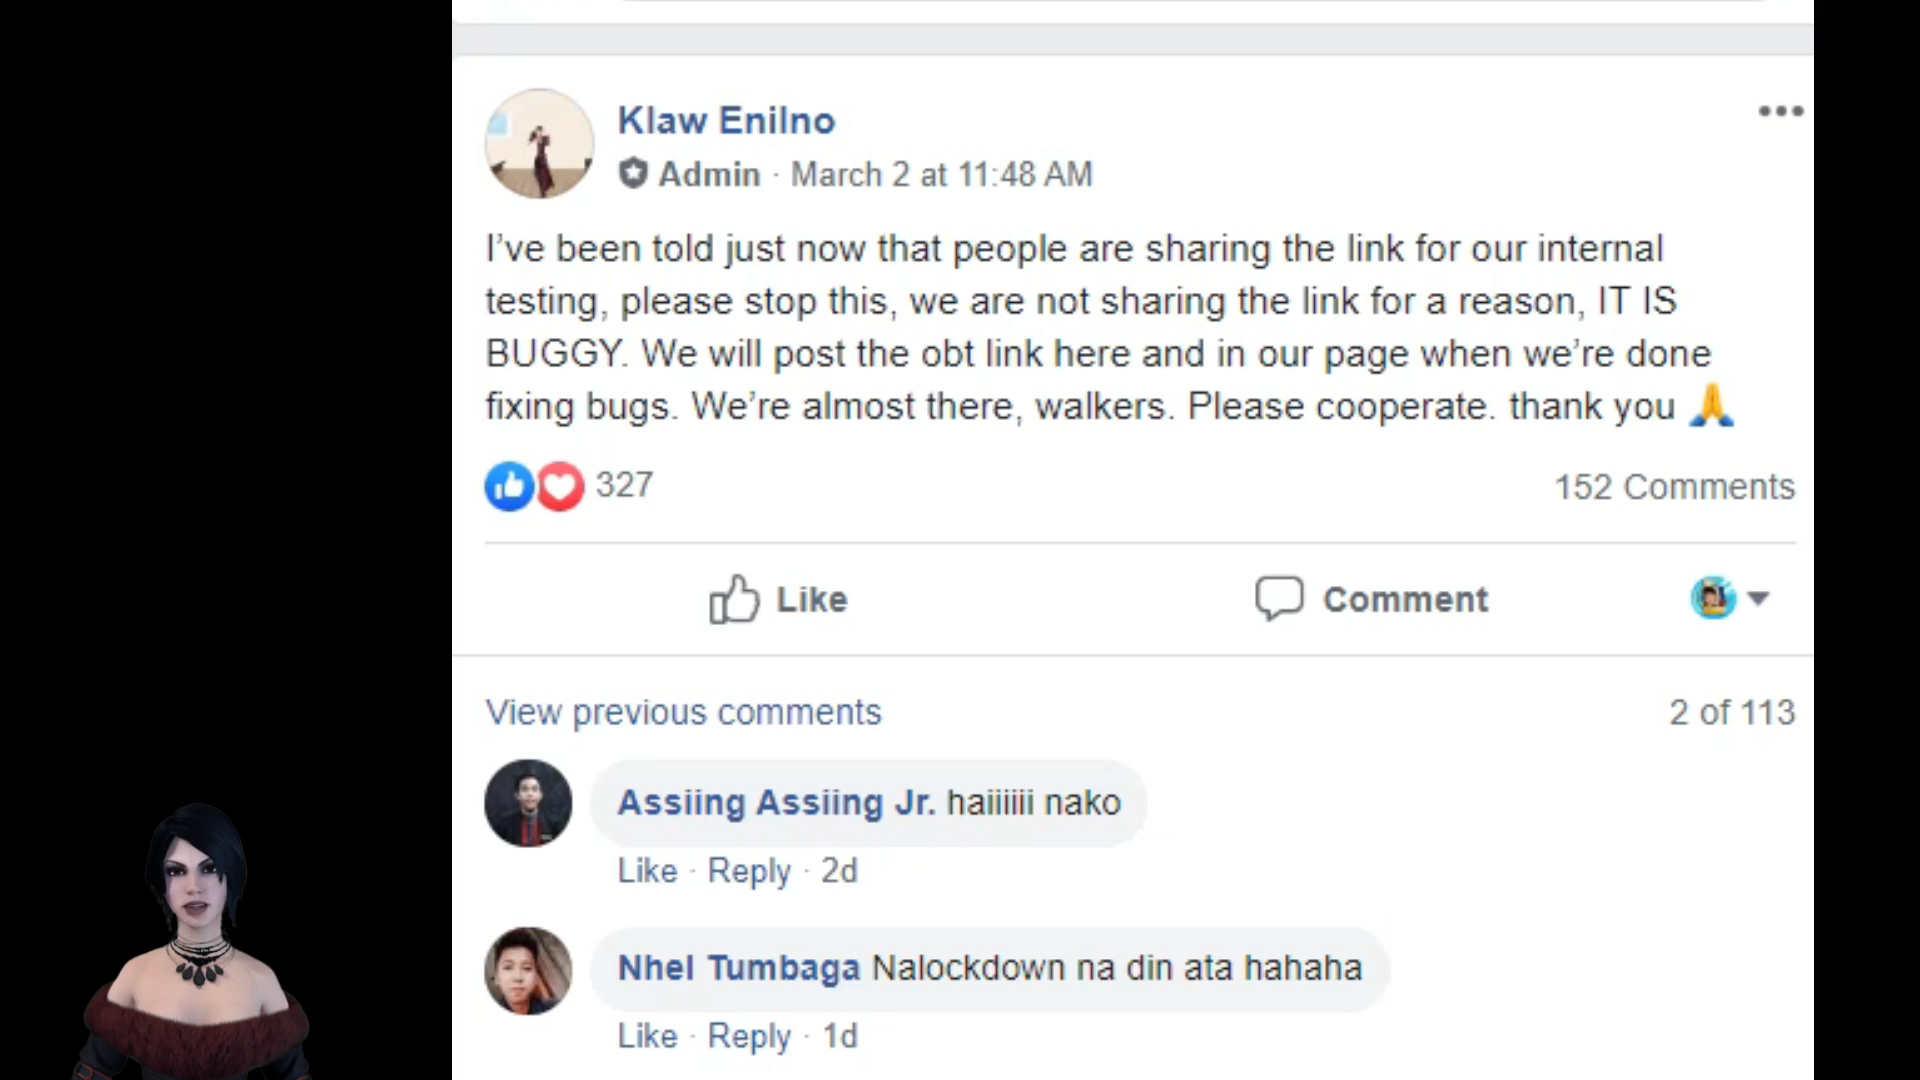 Klaw Enilno
Admin · March 2 at 11:48 AM
I’ve been told just now that people are sharing the link for our internal
testing, please stop this, we are not sharing the link for a reason, IT IS
BUGGY. We will post the obt link here and in our page when we’re done
fixing bugs. We’re almost there, walkers. Please cooperate. thank you 🙏
327
152 Comments
Like
Comment
View previous comments
2 of 113
Assiing Assiing Jr. haiiiiii nako
Like · Reply · 2d
Nhel Tumbaga Nalockdown na din ata hahaha
Like · Reply · 1d